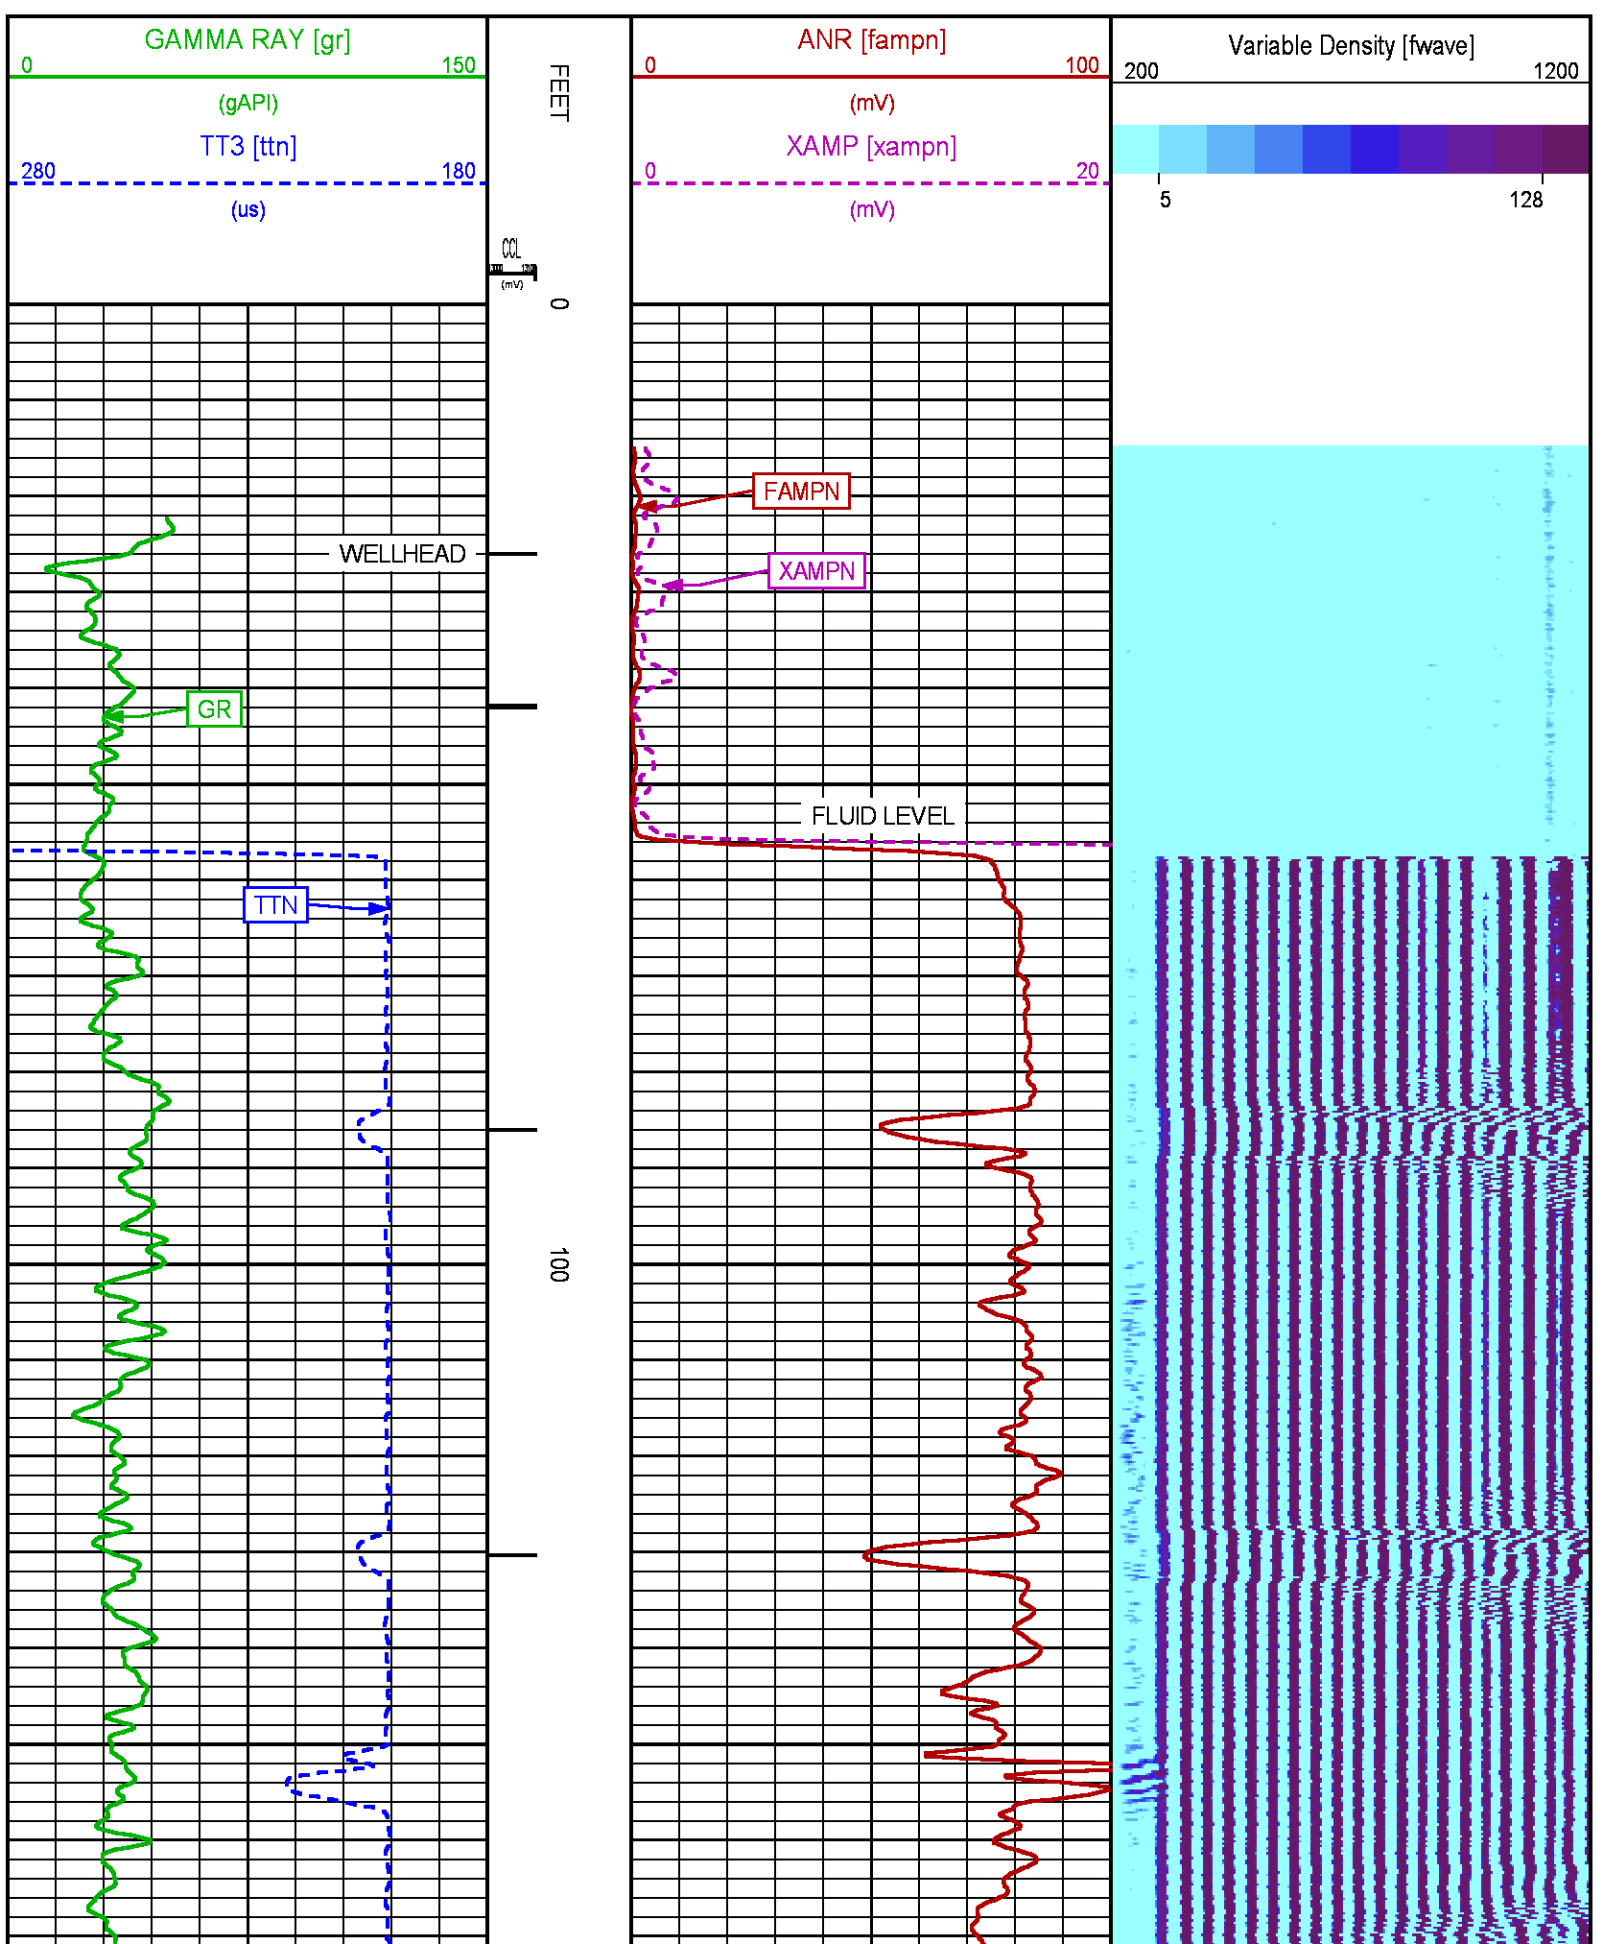 GAMMA RAY [gr]
0 150
(gAPI)
TT3 [ttn]
280 180
(us)
CCL
(mV)
FEET
0
ANR [fampn]
0 100
(mV)
XAMP [xampn]
0 20
(mV)
Variable Density [fwave]
200 1200
5 128
FAMPN
WELLHEAD
XAMPN
GR
FLUID LEVEL
TTN
100